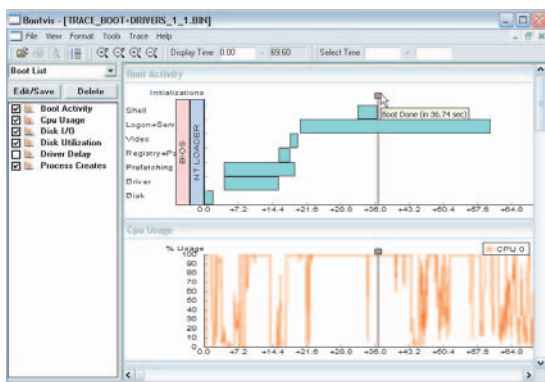 Bootvis - [TRACE_BOOT+DRIVERS_1_1.BIN]
File View Format Tools Trace Help
Display Time 0.00 - 69.60 Select Time -
Boot List
Edit/Save Delete
Boot Activity
Cpu Usage
Disk I/O
Disk Utilization
Driver Delay
Process Creates
Boot Activity
Initializations
Shell
Logon+Serv
Video
Registry+Pa
Prefetching
Driver
Disk
BIOS
NT LOADER
Boot Done (in 36.74 sec)
0.0 +7.2 +14.4 +21.6 +28.8 +36.0 +43.2 +50.4 +57.6 +64.8
Cpu Usage
% Usage
CPU 0
100
90
80
70
60
50
40
30
20
10
0
0.0 +7.2 +14.4 +21.6 +28.8 +36.0 +43.2 +50.4 +57.6 +64.8